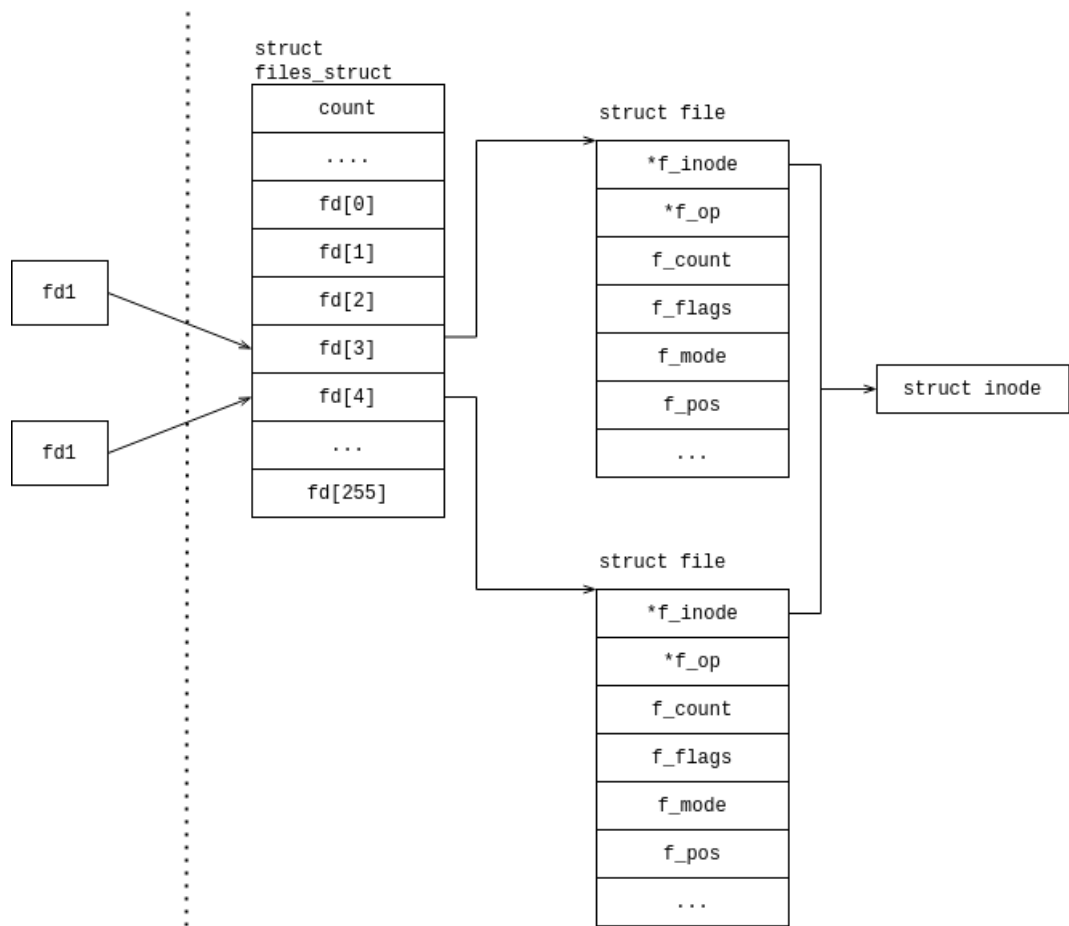 struct
files_struct
count
....
fd[0]
fd[1]
fd[2]
fd[3]
fd[4]
...
fd[255]
fd1
fd1
struct file
*f_inode
*f_op
f_count
f_flags
f_mode
f_pos
...
struct file
*f_inode
*f_op
f_count
f_flags
f_mode
f_pos
...
struct inode